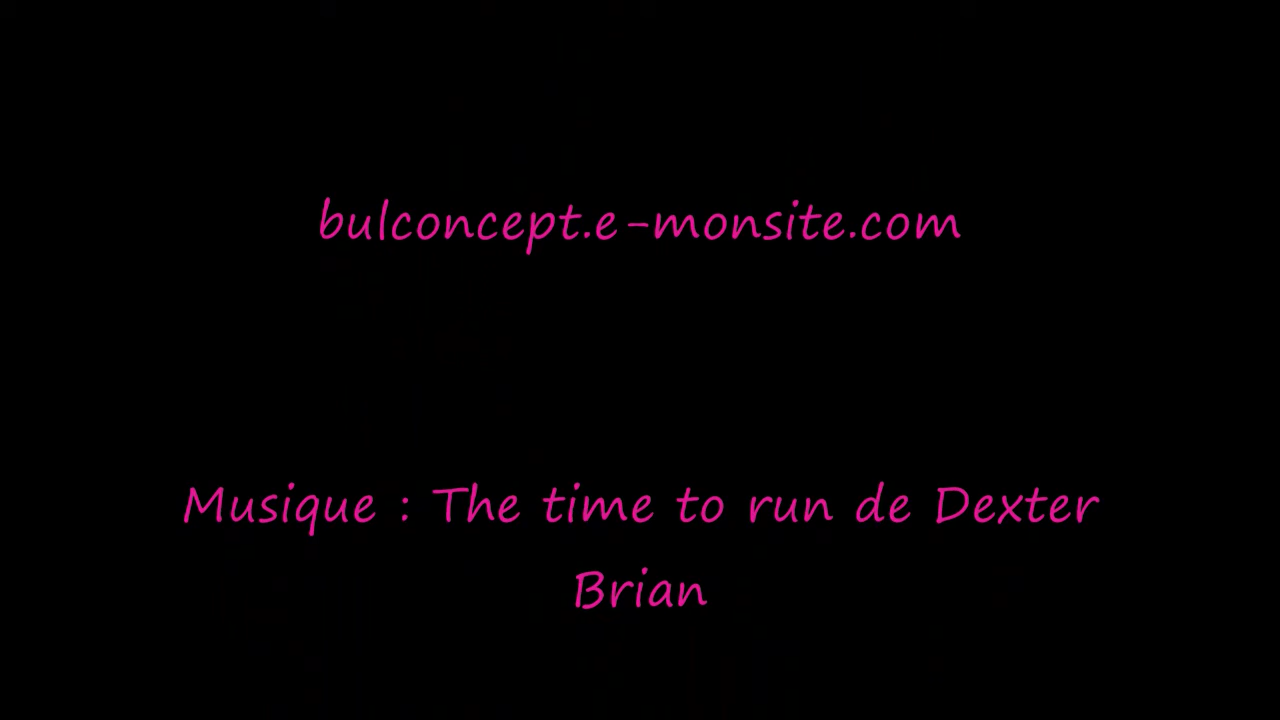 bulconcept.e-monsite.com
Musique : The time to run de Dexter
Brian